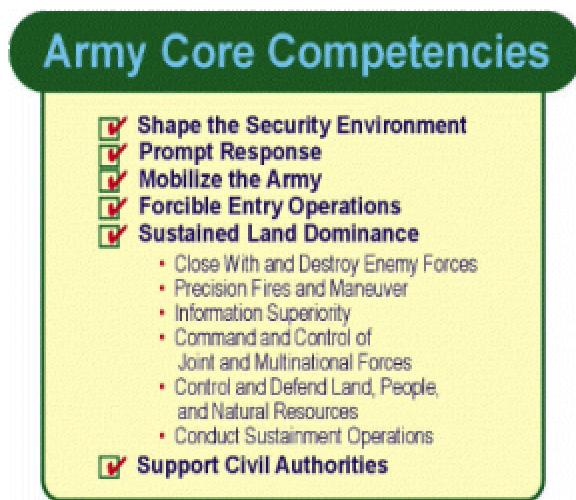 Army Core Competencies
Shape the Security Environment
Prompt Response
Mobilize the Army
Forcible Entry Operations
Sustained Land Dominance
• Close With and Destroy Enemy Forces
• Precision Fires and Maneuver
• Information Superiority
• Command and Control of
Joint and Multinational Forces
• Control and Defend Land, People,
and Natural Resources
• Conduct Sustainment Operations
Support Civil Authorities